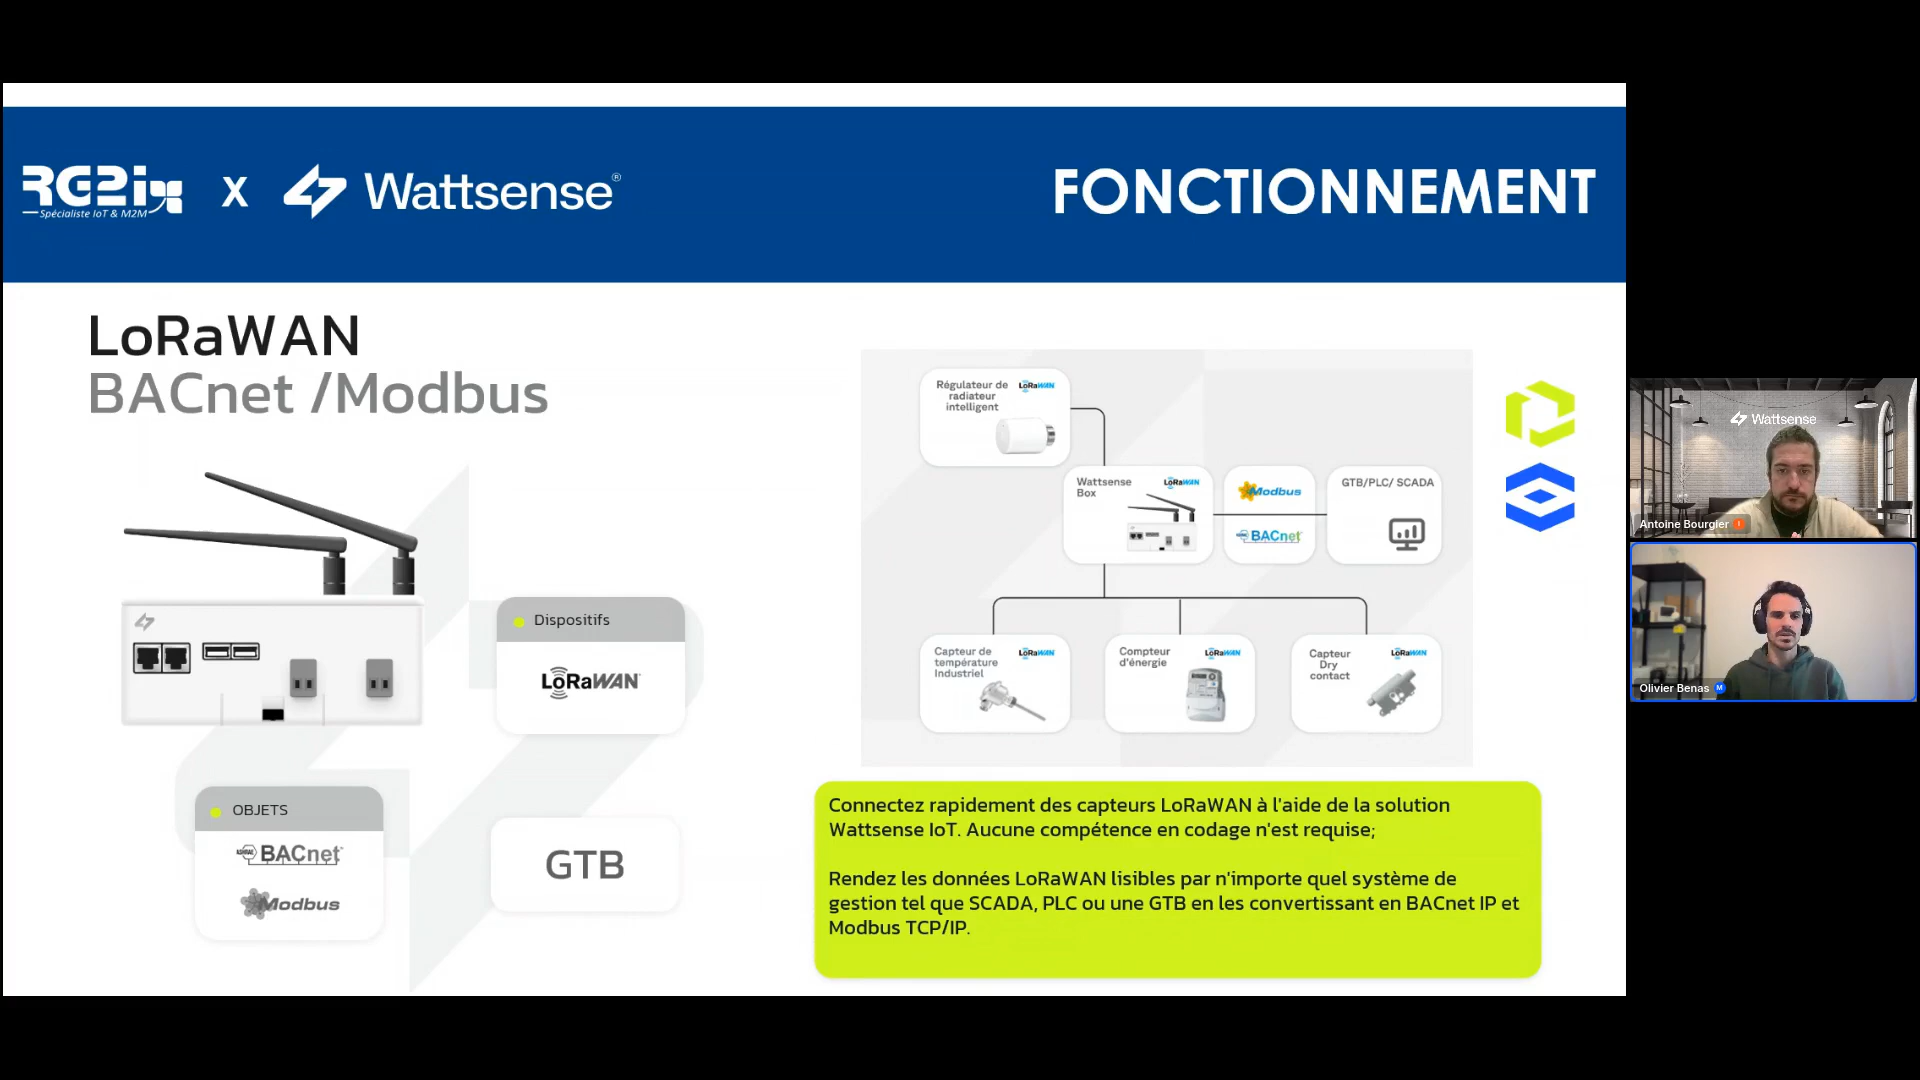 RG2i
Spécialiste IoT & M2M
X
Wattsense®
FONCTIONNEMENT
LoRaWAN
BACnet /Modbus
Dispositifs
LoRaWAN
OBJETS
ASHRAE BACnet
Modbus
GTB
Régulateur de
radiateur
intelligent
LoRaWAN
Wattsense
Box
LoRaWAN
Modbus
ASHRAE BACnet
GTB/PLC/ SCADA
Capteur de
température
Industriel
LoRaWAN
Compteur
d'énergie
LoRaWAN
Capteur
Dry
contact
LoRaWAN
Connectez rapidement des capteurs LoRaWAN à l'aide de la solution
Wattsense IoT. Aucune compétence en codage n'est requise;
Rendez les données LoRaWAN lisibles par n'importe quel système de
gestion tel que SCADA, PLC ou une GTB en les convertissant en BACnet IP et
Modbus TCP/IP.
Wattsense
Antoine Bourgier
Olivier Benas M